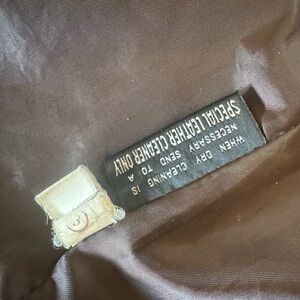 WHEN DRY CLEANING IS
NECESSARY SEND TO A
SPECIAL LEATHER CLEANER ONLY